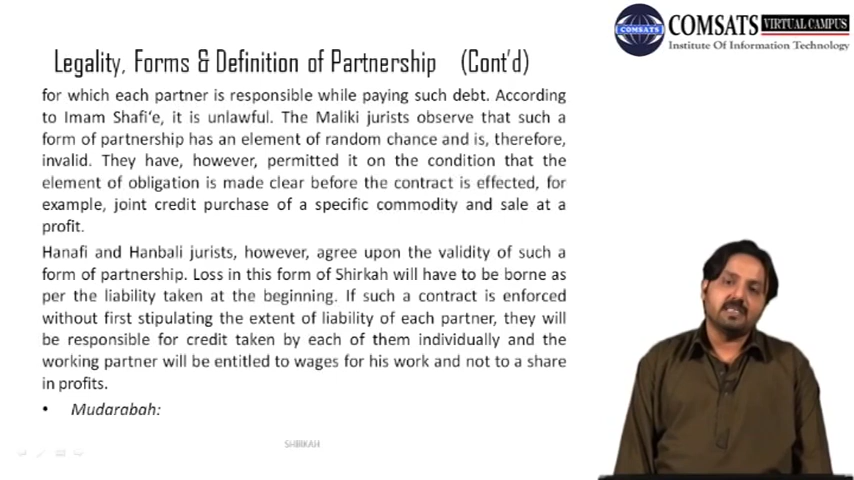 COMSATS VIRTUAL CAMPUS
COMSATS
Institute Of Information Technology
Legality, Forms & Definition of Partnership (Cont'd)
for which each partner is responsible while paying such debt. According
to Imam Shafi‘e, it is unlawful. The Maliki jurists observe that such a
form of partnership has an element of random chance and is, therefore,
invalid. They have, however, permitted it on the condition that the
element of obligation is made clear before the contract is effected, for
example, joint credit purchase of a specific commodity and sale at a
profit.
Hanafi and Hanbali jurists, however, agree upon the validity of such a
form of partnership. Loss in this form of Shirkah will have to be borne as
per the liability taken at the beginning. If such a contract is enforced
without first stipulating the extent of liability of each partner, they will
be responsible for credit taken by each of them individually and the
working partner will be entitled to wages for his work and not to a share
in profits.
• Mudarabah:
SHIRKAH